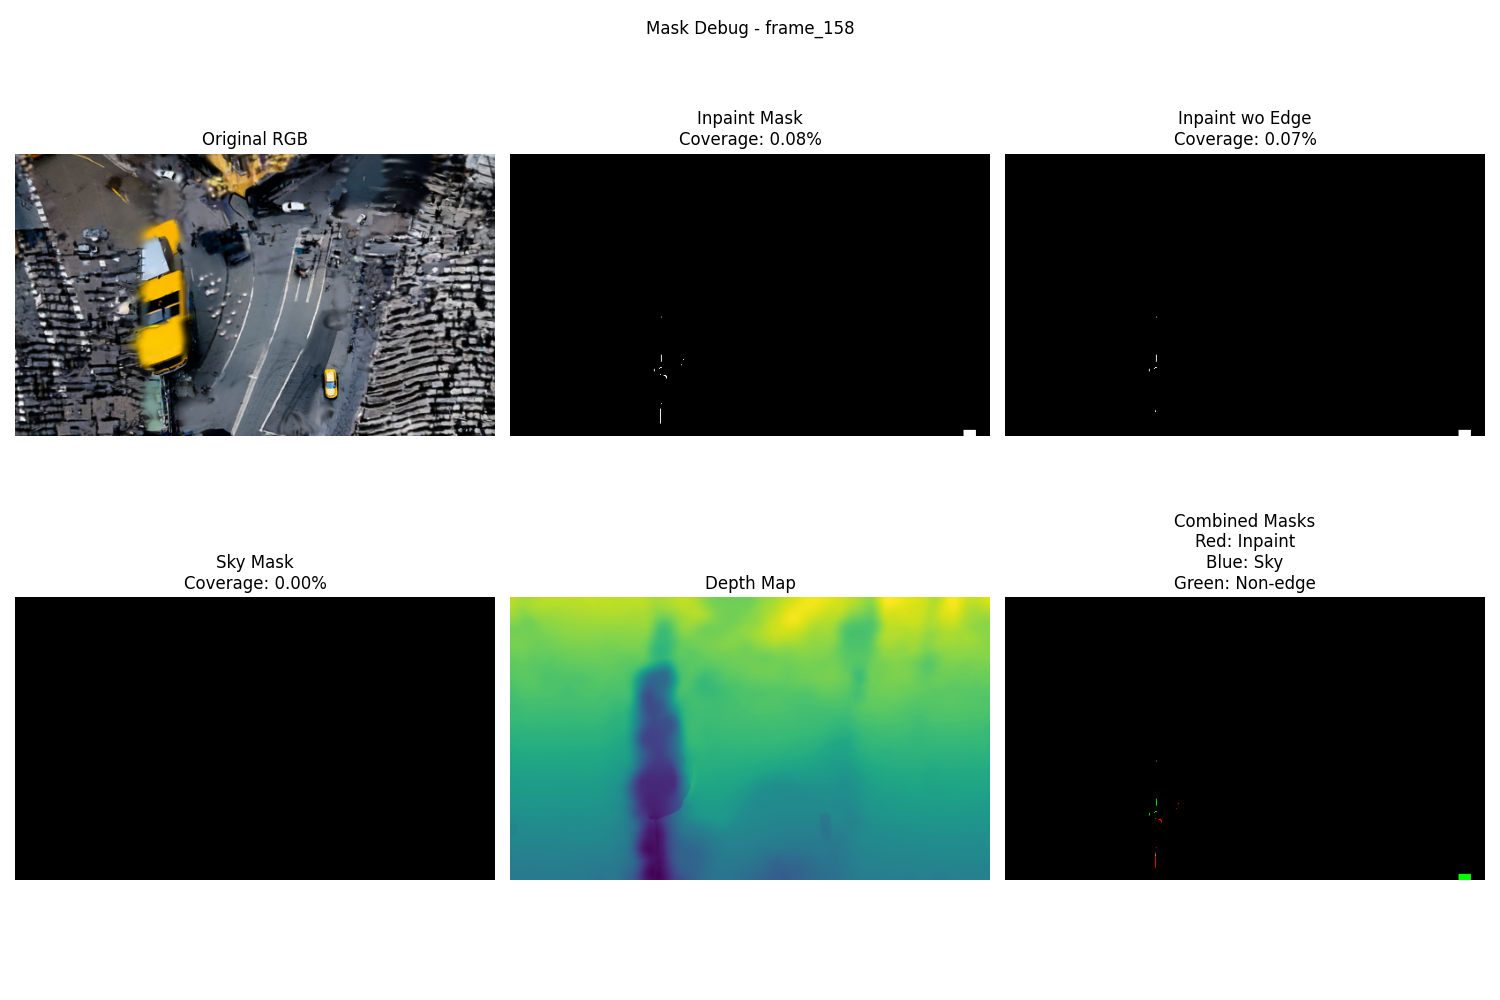 Mask Debug - frame_158
Original RGB
Inpaint Mask
Coverage: 0.08%
Inpaint wo Edge
Coverage: 0.07%
Sky Mask
Coverage: 0.00%
Depth Map
Combined Masks
Red: Inpaint
Blue: Sky
Green: Non-edge